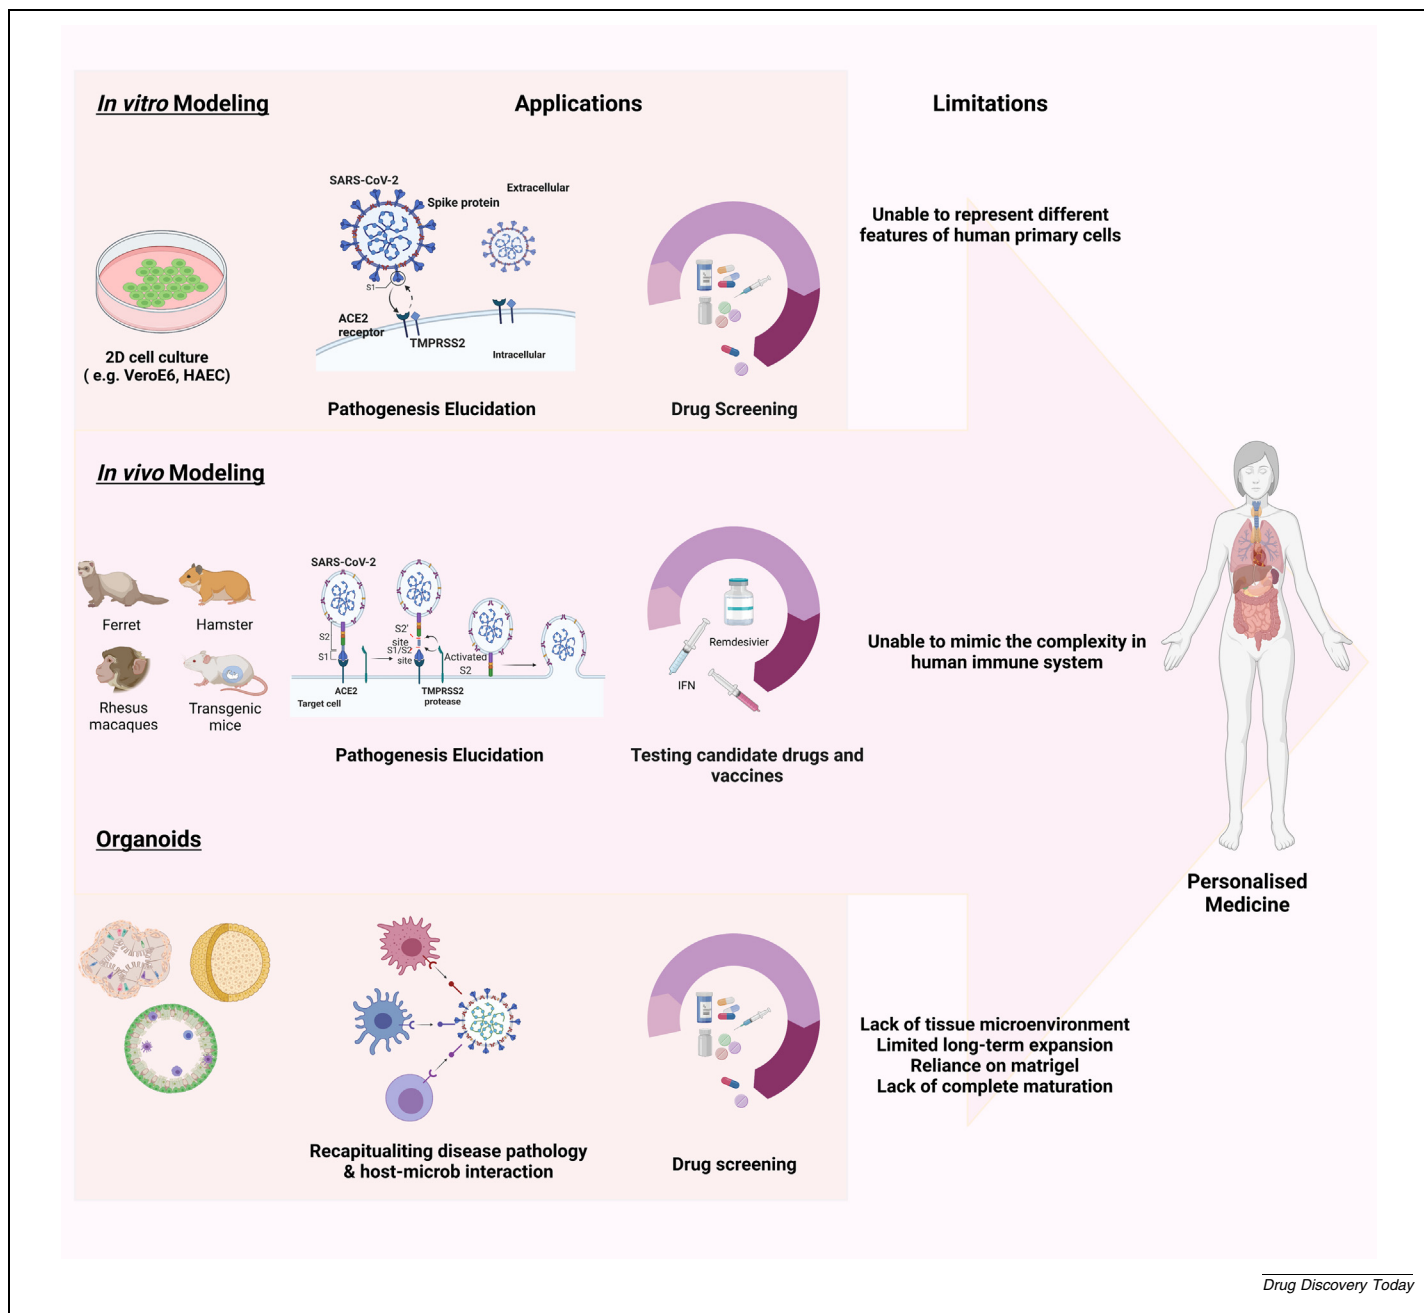 In vitro Modeling
Applications
Limitations
SARS-CoV-2
Spike protein
Extracellular
S1
ACE2
receptor
TMPRSS2
Intracellular
2D cell culture
( e.g. VeroE6, HAEC)
Pathogenesis Elucidation
Drug Screening
Unable to represent different
features of human primary cells
In vivo Modeling
Ferret
Hamster
Rhesus
macaques
Transgenic
mice
SARS-CoV-2
S2
S1
S2'
site
S1/S2
site
Activated
S2
ACE2
Target cell
TMPRSS2
protease
Pathogenesis Elucidation
Remdesivier
IFN
Testing candidate drugs and
vaccines
Unable to mimic the complexity in
human immune system
Personalised
Medicine
Organoids
Recapitualiting disease pathology
& host-microb interaction
Drug screening
Lack of tissue microenvironment
Limited long-term expansion
Reliance on matrigel
Lack of complete maturation
Drug Discovery Today